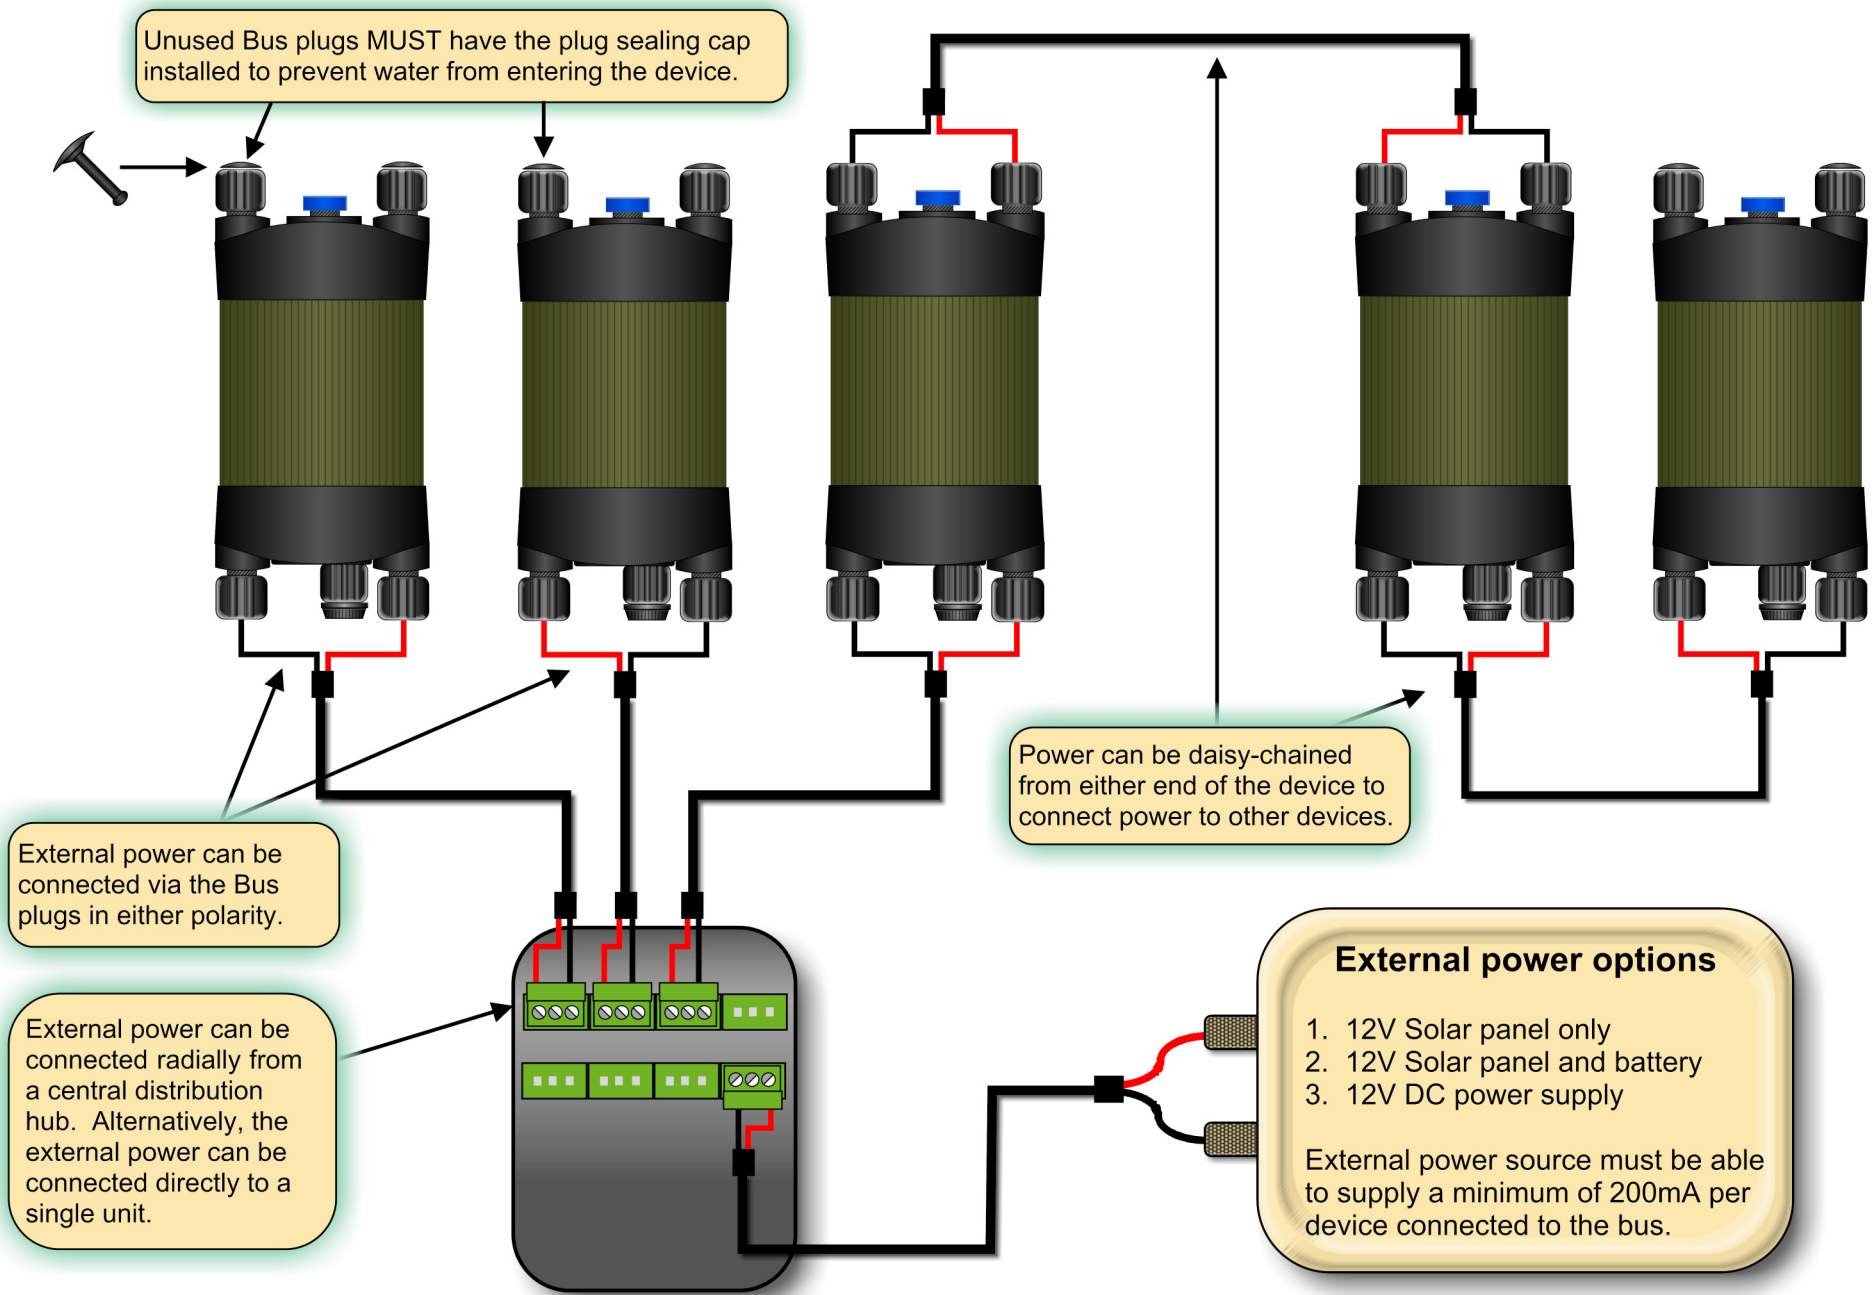 Unused Bus plugs MUST have the plug sealing cap
installed to prevent water from entering the device.
Power can be daisy-chained
from either end of the device to
connect power to other devices.
External power can be
connected via the Bus
plugs in either polarity.
External power can be
connected radially from
a central distribution
hub. Alternatively, the
external power can be
connected directly to a
single unit.
External power options
1. 12V Solar panel only
2. 12V Solar panel and battery
3. 12V DC power supply
External power source must be able
to supply a minimum of 200mA per
device connected to the bus.